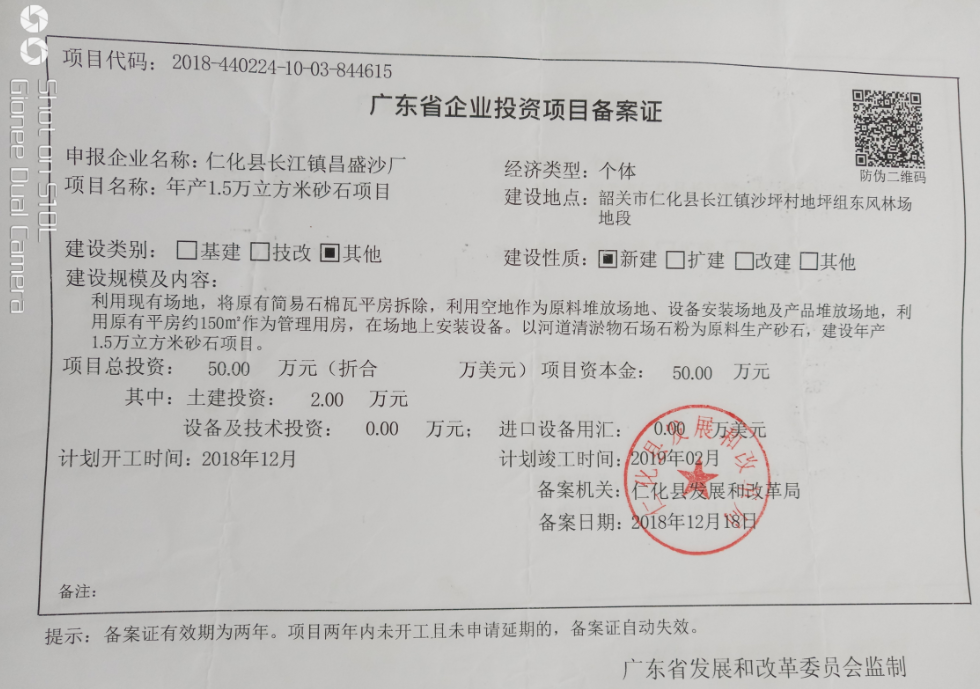 项目代码：2018-440224-10-03-844615
广东省企业投资项目备案证
防伪二维码
申报企业名称：仁化县长江镇昌盛沙厂
经济类型：个体
项目名称：年产1.5万立方米砂石项目
建设地点：韶关市仁化县长江镇沙坪村地坪组东风林场
地段
建设类别：□基建□技改▣其他
建设性质：▣新建□扩建□改建□其他
建设规模及内容：
利用现有场地，将原有简易石棉瓦平房拆除，利用空地作为原料堆放场地、设备安装场地及产品堆放场地，利
用原有平房约150㎡作为管理用房，在场地上安装设备。以河道清淤物石场石粉为原料生产砂石，建设年产
1.5万立方米砂石项目。
项目总投资：50.00 万元（折合 万美元）项目资本金：50.00 万元
其中：土建投资：2.00 万元
设备及技术投资：0.00 万元；进口设备用汇：0.00 万美元
计划开工时间：2018年12月
计划竣工时间：2019年02月
备案机关：仁化县发展和改革局
备案日期：2018年12月18日
仁化县发展和改革局
备注：
提示：备案证有效期为两年。项目两年内未开工且未申请延期的，备案证自动失效。
广东省发展和改革委员会监制
Shot on S10L
Gionee Dual Camera